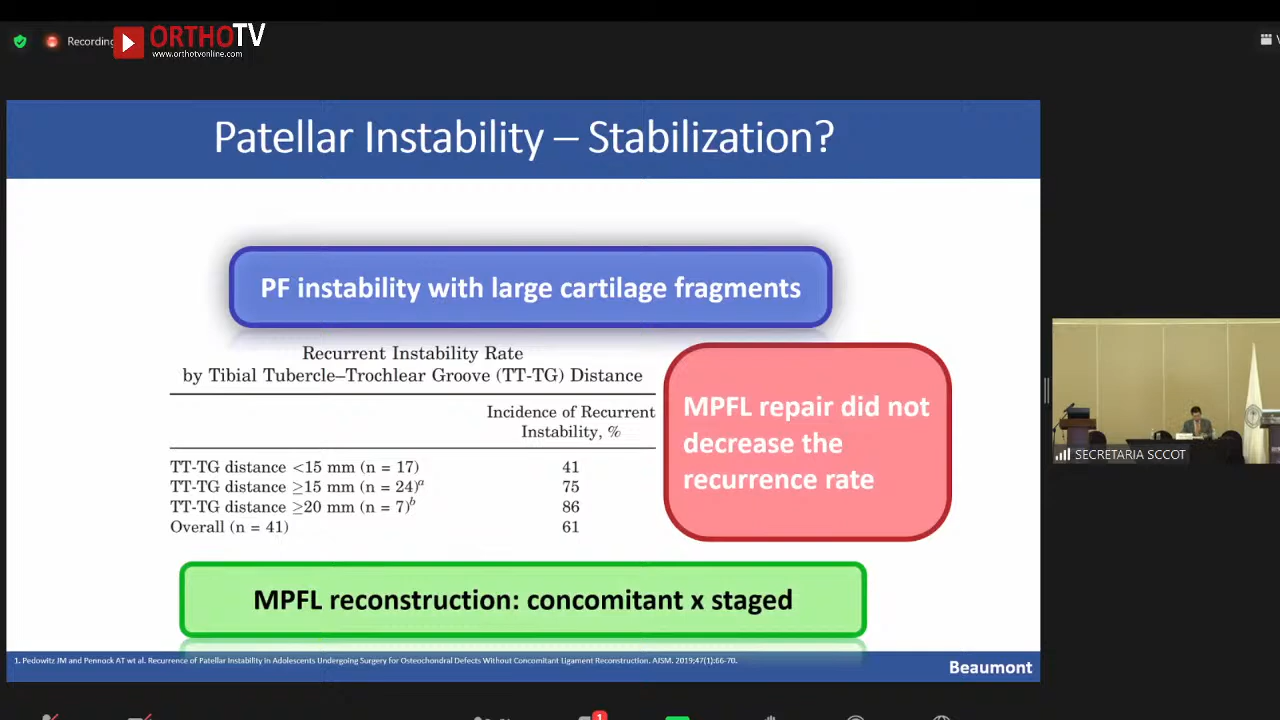 Recording
ORTHOTV
www.orthotvonline.com
Patellar Instability – Stabilization?
PF instability with large cartilage fragments
Recurrent Instability Rate
by Tibial Tubercle–Trochlear Groove (TT-TG) Distance
Incidence of Recurrent
Instability, %
TT-TG distance <15 mm (n = 17) 41
TT-TG distance ≥15 mm (n = 24)a 75
TT-TG distance ≥20 mm (n = 7)b 86
Overall (n = 41) 61
MPFL repair did not
decrease the
recurrence rate
MPFL reconstruction: concomitant x staged
1. Pedowitz JM and Pennock AT wt al. Recurrence of Patellar Instability in Adolescents Undergoing Surgery for Osteochondral Defects Without Concomitant Ligament Reconstruction. AJSM. 2019;47(1):66-70.
Beaumont
SECRETARIA SCCOT
1